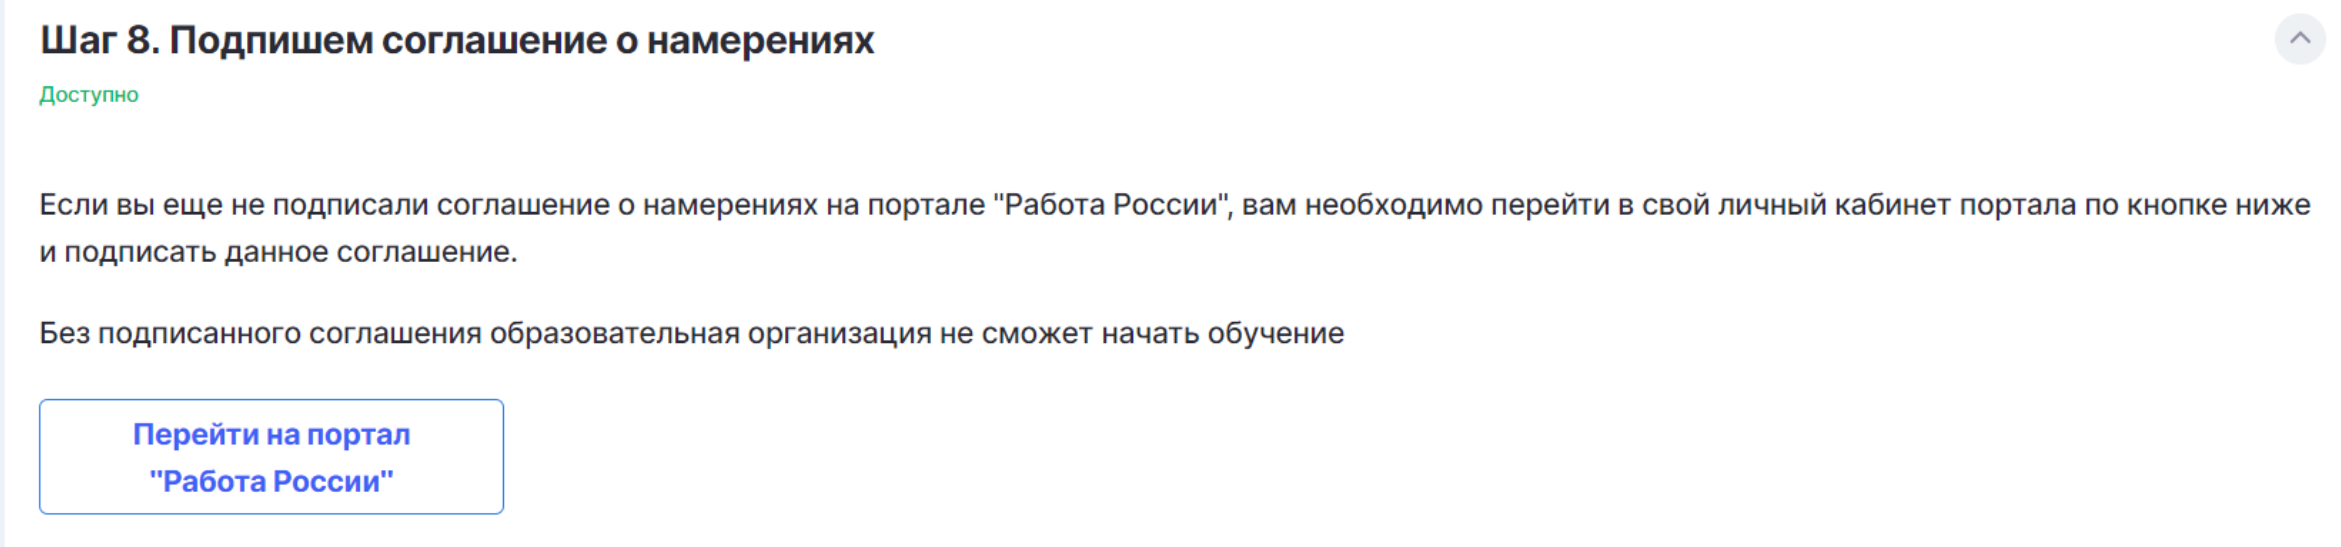 Шаг 8. Подпишем соглашение о намерениях
Доступно
Если вы еще не подписали соглашение о намерениях на портале "Работа России", вам необходимо перейти в свой личный кабинет портала по кнопке ниже
и подписать данное соглашение.
Без подписанного соглашения образовательная организация не сможет начать обучение
Перейти на портал
"Работа России"